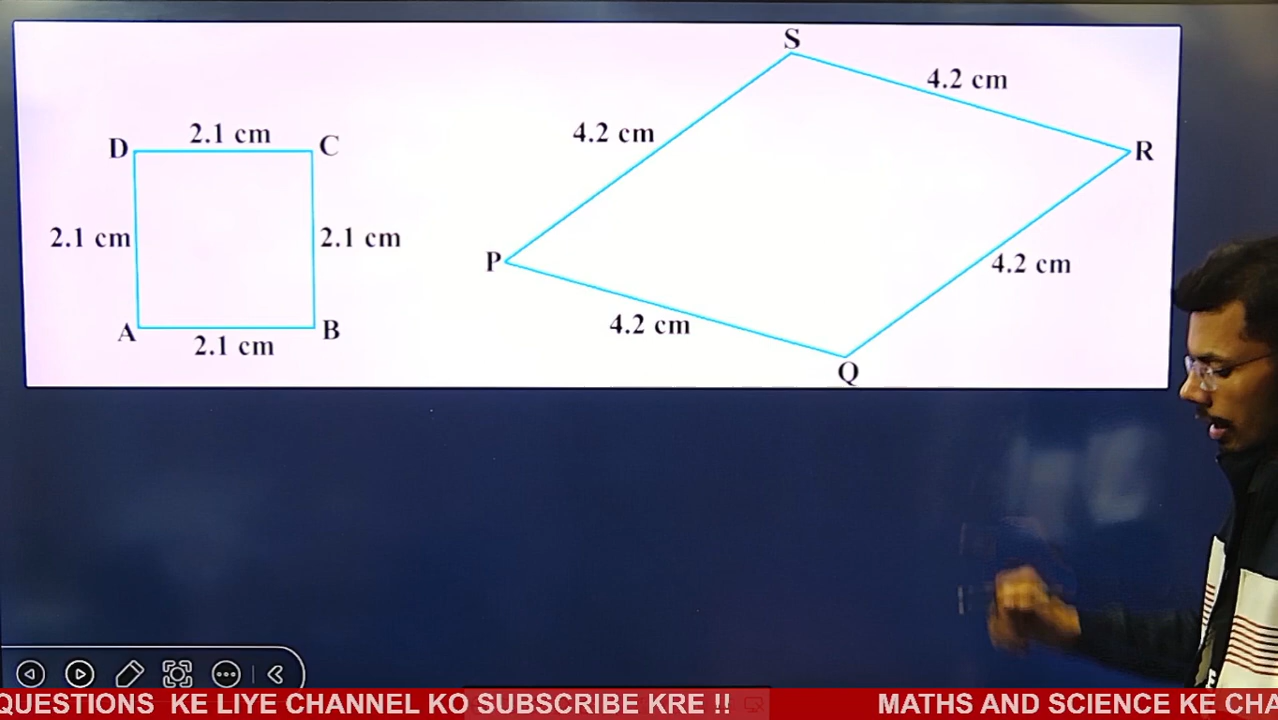 S
4.2 cm
D 2.1 cm C
4.2 cm
R
2.1 cm
2.1 cm
P
4.2 cm
4.2 cm
A
B
2.1 cm
Q
QUESTIONS KE LIYE CHANNEL KO SUBSCRIBE KRE !!
MATHS AND SCIENCE KE CHA